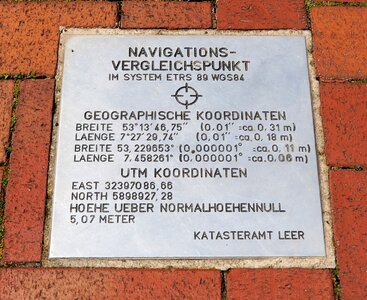 NAVIGATIONS-
VERGLEICHSPUNKT
IM SYSTEM ETRS 89 WGS84
GEOGRAPHISCHE KOORDINATEN
BREITE 53°13'46,75" (0.01" =ca.0.31 m)
LAENGE 7°27'29,74" (0,01" =ca.0,18 m)
BREITE 53,229653° (0,000001° =ca.0,11 m)
LAENGE 7.458261° (0,000001° =ca.0,06 m)
UTM KOORDINATEN
EAST 32397086,66
NORTH 5898927,28
HOEHE UEBER NORMALHOEHENNULL
5,07 METER
KATASTERAMT LEER